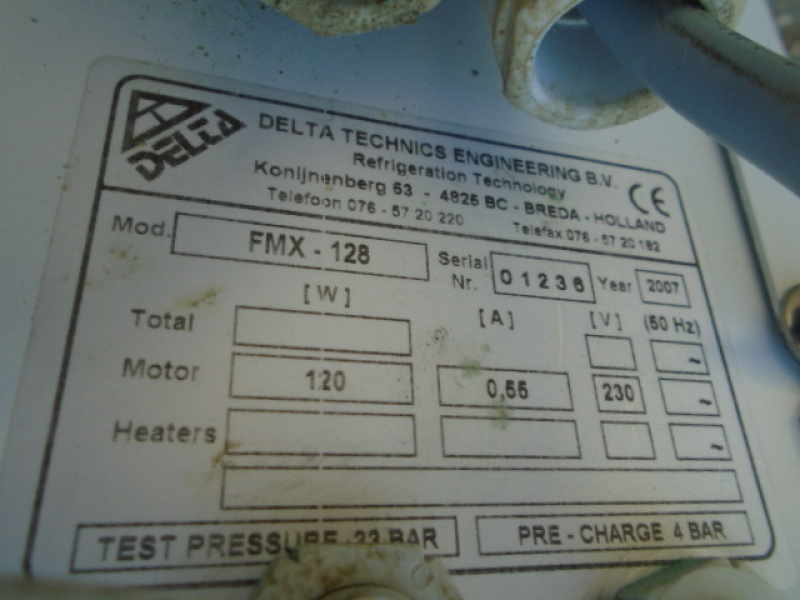 DELTA
DELTA TECHNICS ENGINEERING B.V.
Refrigeration Technology
Konijnenberg 53 - 4825 BC - BREDA - HOLLAND
Telefoon 076 - 57 20 220 Telefax 076 - 57 20 182
CE
Mod. FMX - 128 Serial Nr. 01236 Year 2007
[W] [A] [V] (50 Hz)
Total ~
Motor 120 0,55 230 ~
Heaters ~
TEST PRESSURE 22 BAR PRE - CHARGE 4 BAR